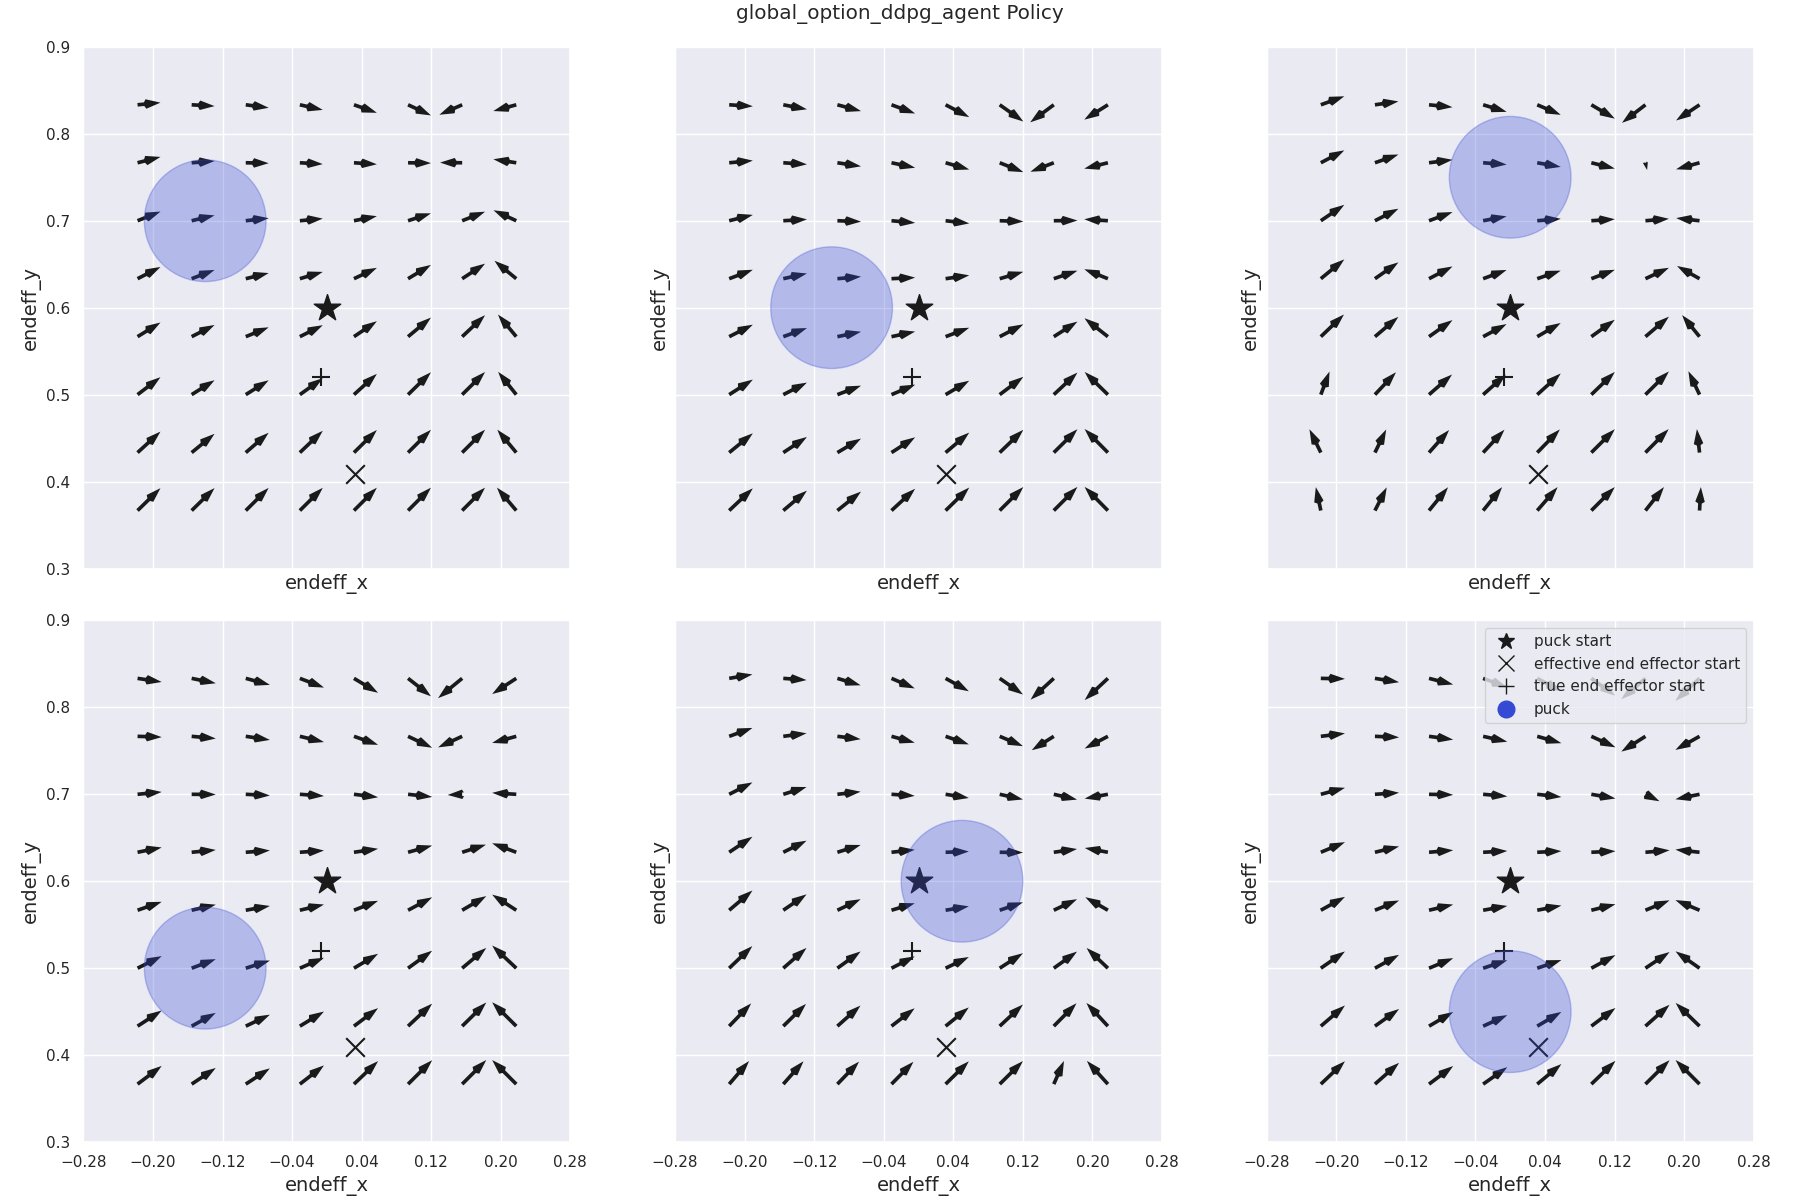 global_option_ddpg_agent Policy
0.9
0.8
0.7
0.6
0.5
0.4
0.3
endeff_y
endeff_x
endeff_y
endeff_x
endeff_y
endeff_x
0.9
0.8
0.7
0.6
0.5
0.4
0.3
endeff_y
−0.28 −0.20 −0.12 −0.04 0.04 0.12 0.20 0.28
endeff_x
endeff_y
−0.28 −0.20 −0.12 −0.04 0.04 0.12 0.20 0.28
endeff_x
puck start
effective end effector start
true end effector start
puck
endeff_y
−0.28 −0.20 −0.12 −0.04 0.04 0.12 0.20 0.28
endeff_x